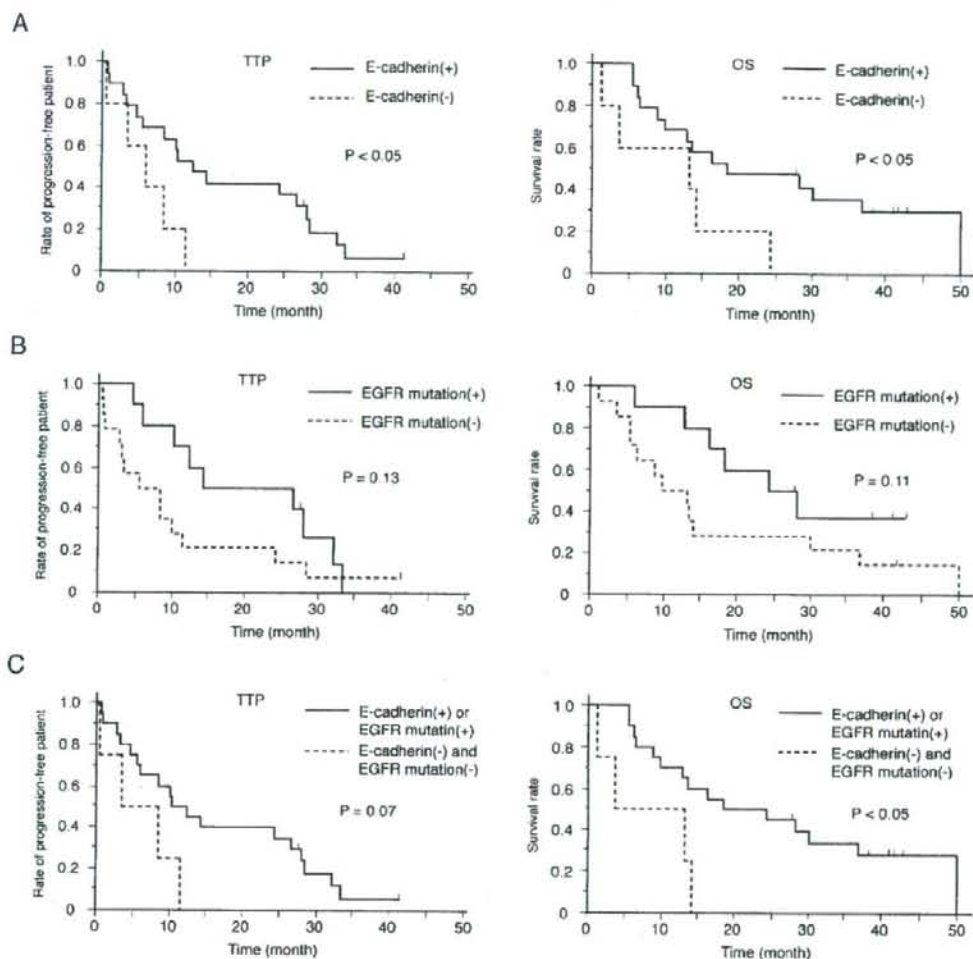 A
TTP
E-cadherin(+)
E-cadherin(-)
P < 0.05
Rate of progression-free patient
1.0
0.8
0.6
0.4
0.2
0
0 10 20 30 40 50
Time (month)
OS
E-cadherin(+)
E-cadherin(-)
P < 0.05
Survival rate
1.0
0.8
0.6
0.4
0.2
0
0 10 20 30 40 50
Time (month)
B
TTP
EGFR mutation(+)
EGFR mutation(-)
P = 0.13
Rate of progression-free patient
1.0
0.8
0.6
0.4
0.2
0
0 10 20 30 40 50
Time (month)
OS
EGFR mutation(+)
EGFR mutation(-)
P = 0.11
Survival rate
1.0
0.8
0.6
0.4
0.2
0
0 10 20 30 40 50
Time (month)
C
TTP
E-cadherin(+) or
EGFR mutatin(+)
E-cadherin(-) and
EGFR mutation(-)
P = 0.07
Rate of progression-free patient
1.0
0.8
0.6
0.4
0.2
0
0 10 20 30 40 50
Time (month)
OS
E-cadherin(+) or
EGFR mutatin(+)
E-cadherin(-) and
EGFR mutation(-)
P < 0.05
Survival rate
1.0
0.8
0.6
0.4
0.2
0
0 10 20 30 40 50
Time (month)